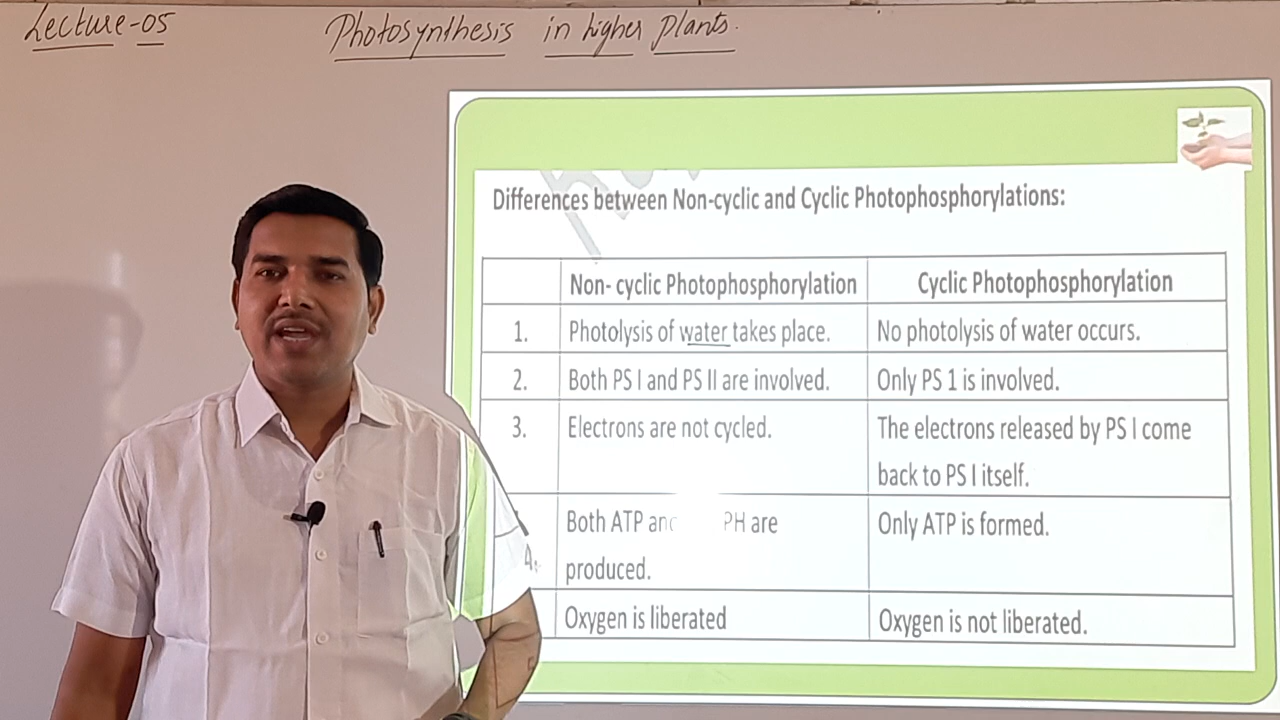 Lecture-05
Photosynthesis in higher plants.
Differences between Non-cyclic and Cyclic Photophosphorylations:
Non- cyclic Photophosphorylation Cyclic Photophosphorylation
1. Photolysis of water takes place. No photolysis of water occurs.
2. Both PS I and PS II are involved. Only PS 1 is involved.
3. Electrons are not cycled. The electrons released by PS I come
back to PS I itself.
4. Both ATP and PH are Only ATP is formed.
produced.
Oxygen is liberated Oxygen is not liberated.